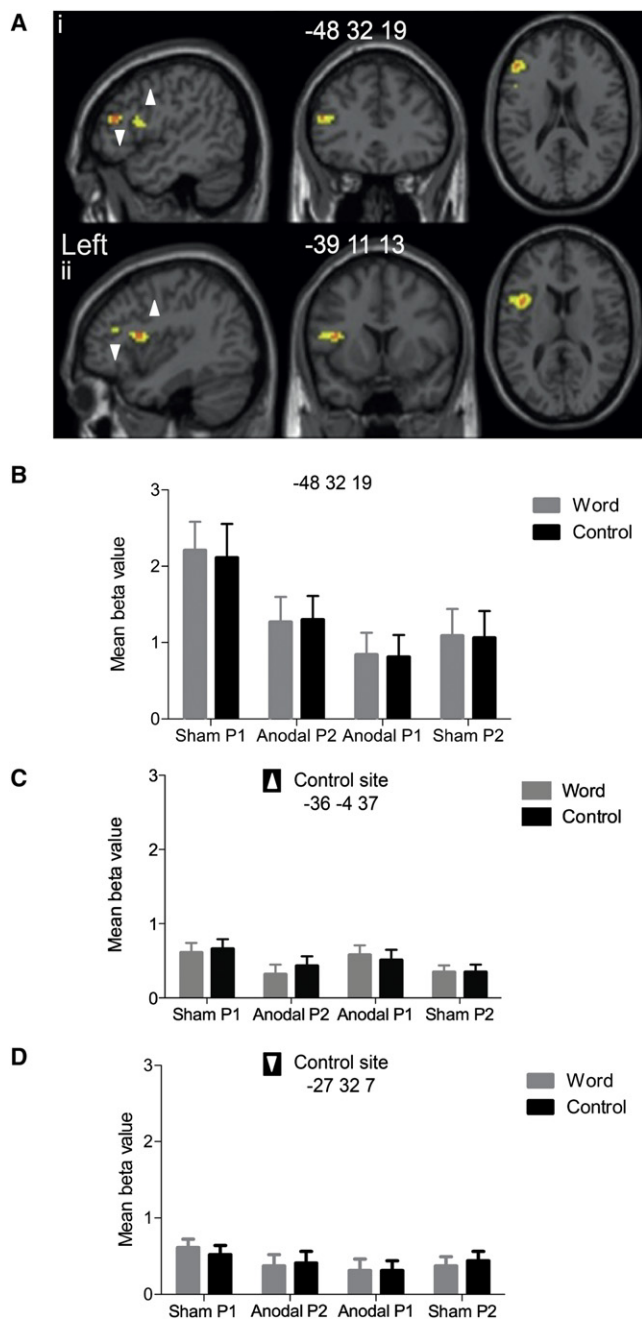 A
i
-48 32 19
Left
ii
-39 11 13
B
-48 32 19
Mean beta value
3
2
1
0
Word
Control
Sham P1 Anodal P2 Anodal P1 Sham P2
C
Control site
-36 -4 37
Mean beta value
3
2
1
0
Word
Control
Sham P1 Anodal P2 Anodal P1 Sham P2
D
Control site
-27 32 7
Mean beta value
3
2
1
0
Word
Control
Sham P1 Anodal P2 Anodal P1 Sham P2